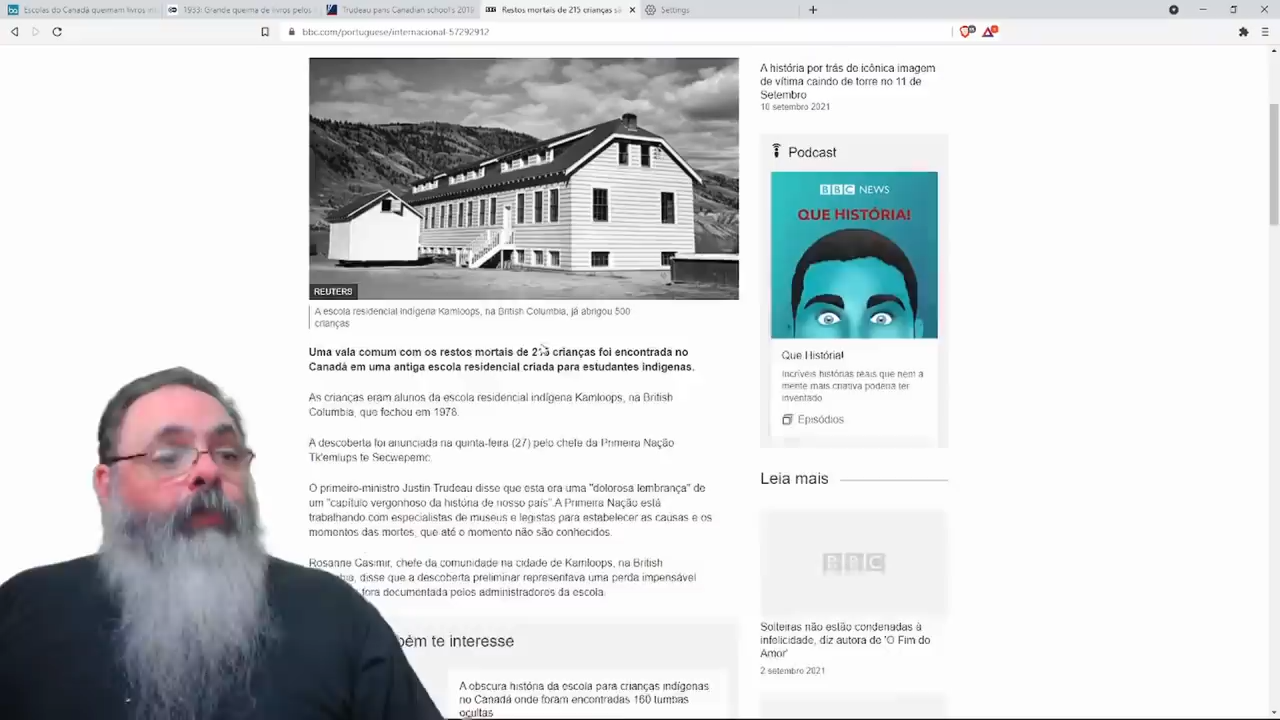 Escolas do Canadá queimam livros in
1933: Grande queima de livros pelos
Trudeau pans Canadian school's 2019
Restos mortais de 215 crianças sã
Settings
bbc.com/portuguese/internacional-57292912
REUTERS
A escola residencial indígena Kamloops, na British Columbia, já abrigou 500
crianças
Uma vala comum com os restos mortais de 215 crianças foi encontrada no
Canadá em uma antiga escola residencial criada para estudantes indígenas.
As crianças eram alunos da escola residencial indígena Kamloops, na British
Columbia, que fechou em 1978.
A descoberta foi anunciada na quinta-feira (27) pelo chefe da Primeira Nação
Tk'emlups te Secwepemc.
O primeiro-ministro Justin Trudeau disse que esta era uma "dolorosa lembrança" de
um "capítulo vergonhoso da história de nosso país".A Primeira Nação está
trabalhando com especialistas de museus e legistas para estabelecer as causas e os
momentos das mortes, que até o momento não são conhecidos.
Rosanne Casimir, chefe da comunidade na cidade de Kamloops, na British
disse que a descoberta preliminar representava uma perda impensável
fora documentada pelos administradores da escola.
bém te interesse
A obscura história da escola para crianças indígenas
no Canadá onde foram encontradas 160 tumbas
ocultas
A história por trás de icônica imagem
de vítima caindo de torre no 11 de
Setembro
10 setembro 2021
Podcast
BBC NEWS
QUE HISTÓRIA!
Que História!
Incríveis histórias reais que nem a
mente mais criativa poderia ter
inventado
Episódios
Leia mais
BBC
Solteiras não estão condenadas à
infelicidade, diz autora de 'O Fim do
Amor'
2 setembro 2021